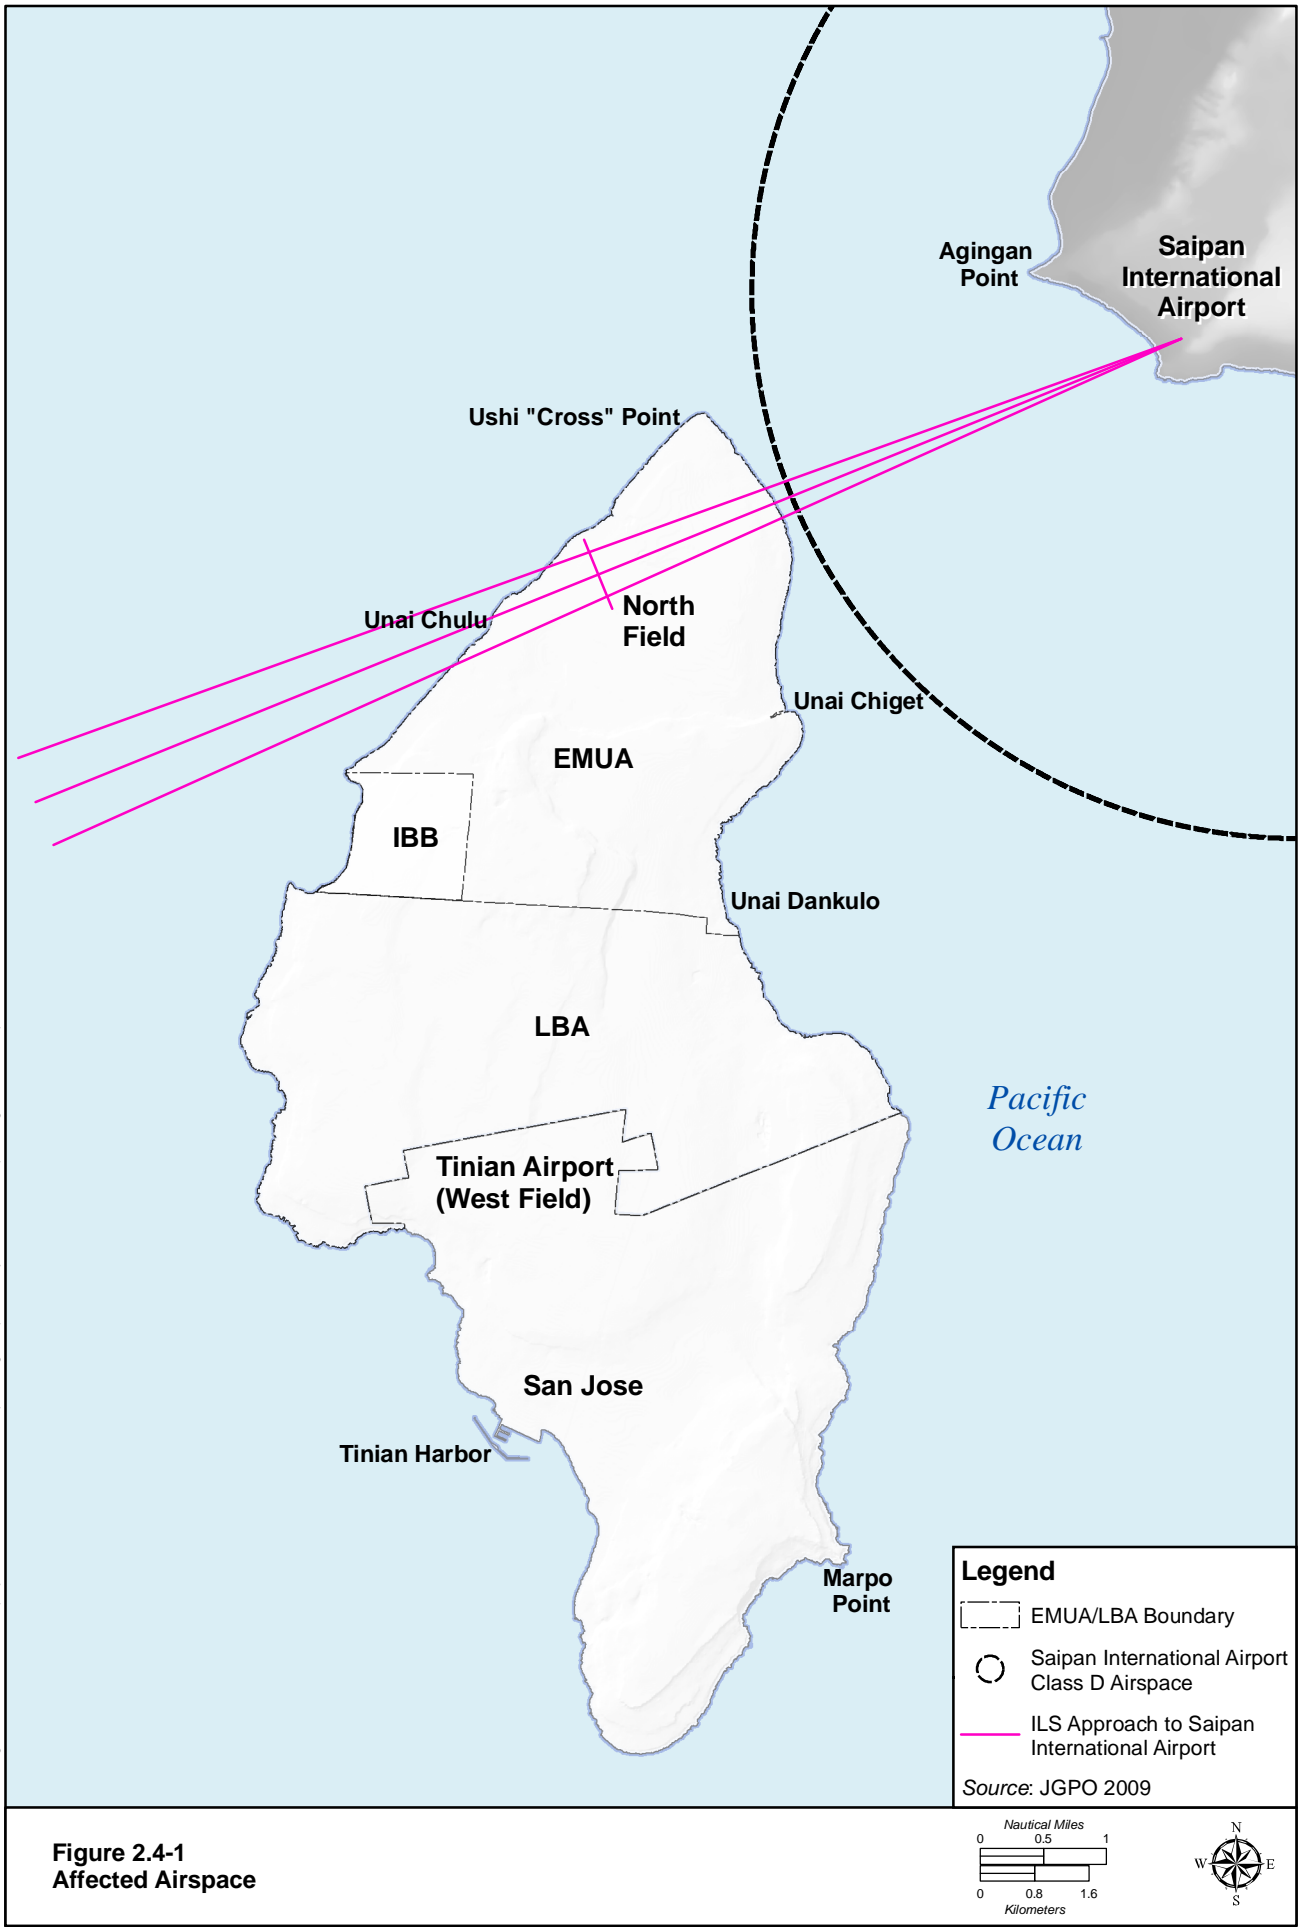 Agingan
Point
Saipan
International
Airport
Ushi "Cross" Point
Unai Chulu
North
Field
Unai Chiget
EMUA
IBB
Unai Dankulo
LBA
Pacific
Ocean
Tinian Airport
(West Field)
San Jose
Tinian Harbor
Marpo
Point
Legend
EMUA/LBA Boundary
Saipan International Airport
Class D Airspace
ILS Approach to Saipan
International Airport
Source: JGPO 2009
Figure 2.4-1
Affected Airspace
Nautical Miles
0 0.5 1
0 0.8 1.6
Kilometers
N
W E
S